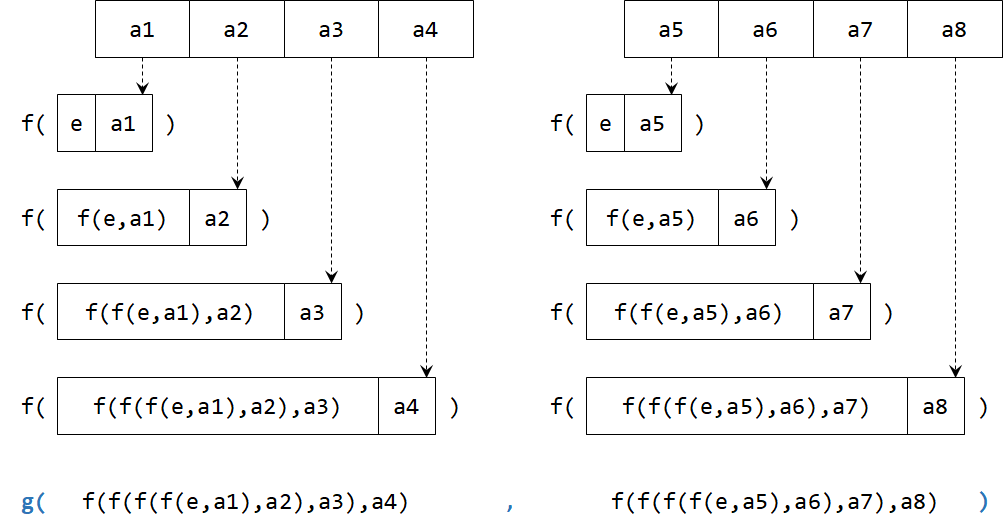 a1 a2 a3 a4 a5 a6 a7 a8
f( e a1 ) f( e a5 )
f( f(e,a1) a2 ) f( f(e,a5) a6 )
f( f(f(e,a1),a2) a3 ) f( f(f(e,a5),a6) a7 )
f( f(f(f(e,a1),a2),a3) a4 ) f( f(f(f(e,a5),a6),a7) a8 )
g( f(f(f(f(e,a1),a2),a3),a4) , f(f(f(f(e,a5),a6),a7),a8) )